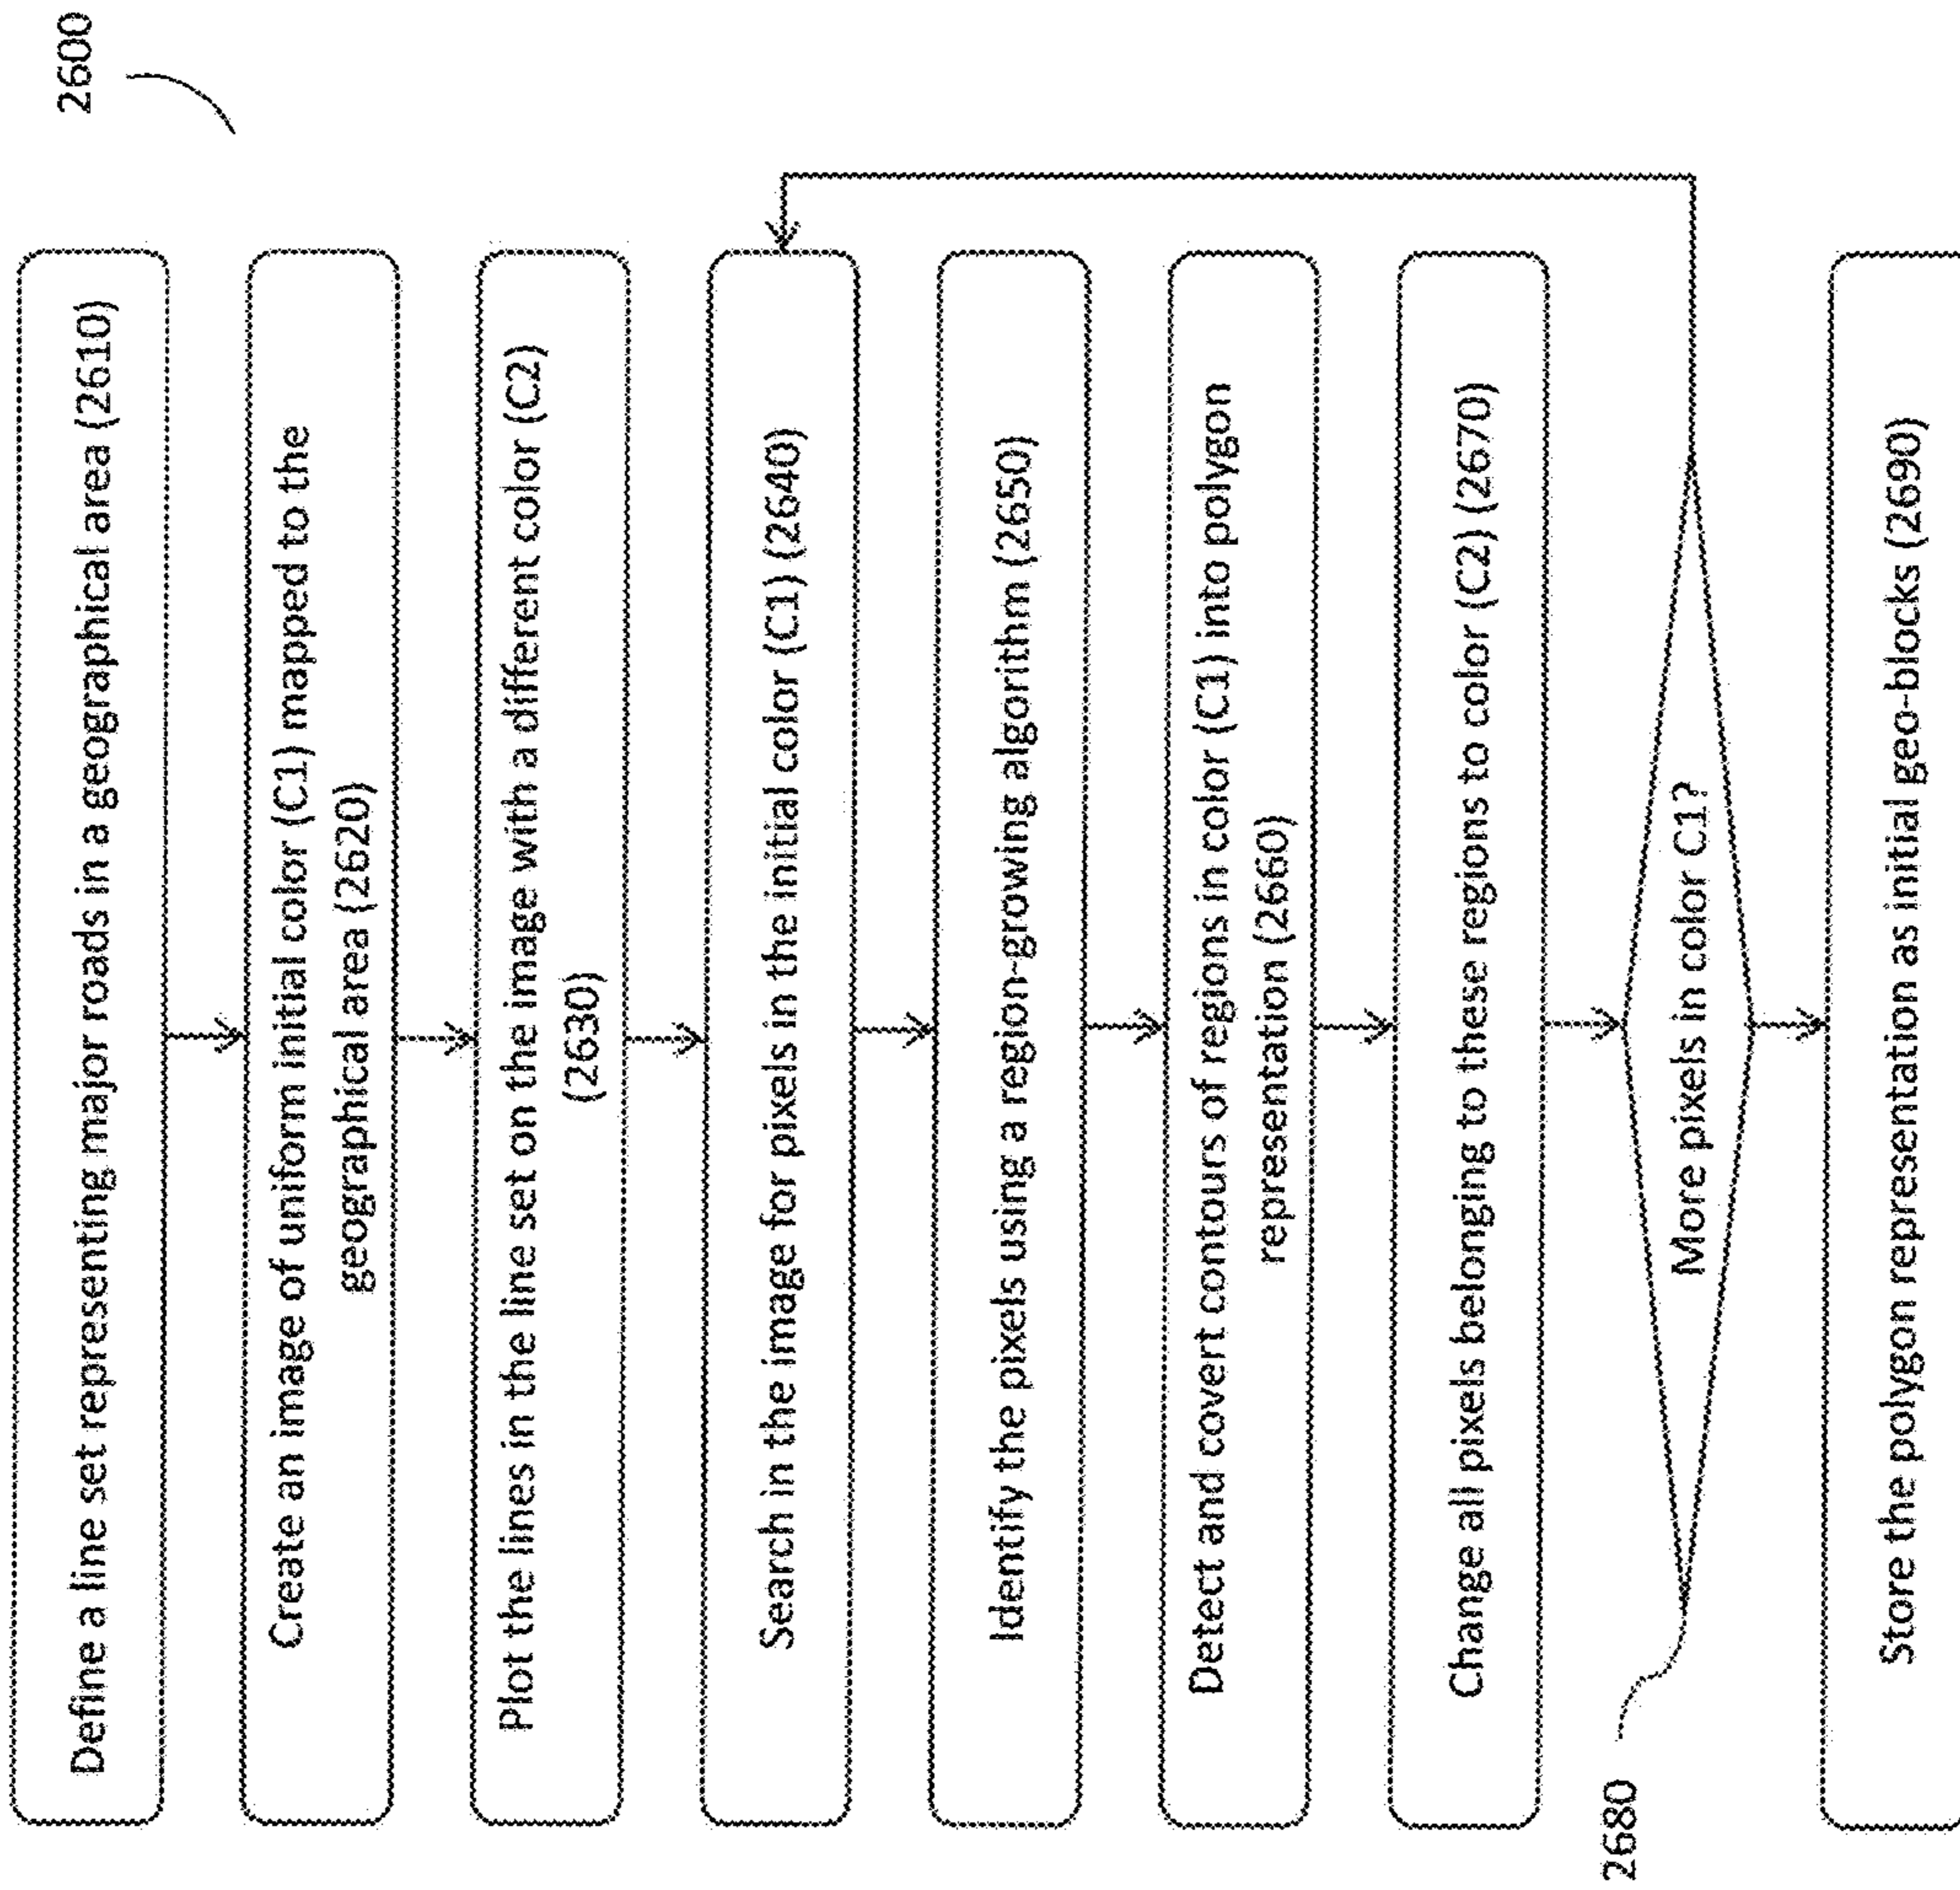 2600
Define a line set representing major roads in a geographical area (2610)
Create an image of uniform initial color (C1) mapped to the
geographical area (2620)
Plot the lines in the line set on the image with a different color (C2)
(2630)
Search in the image for pixels in the initial color (C1) (2640)
Identify the pixels using a region-growing algorithm (2650)
Detect and covert contours of regions in color (C1) into polygon
representation (2660)
Change all pixels belonging to these regions to color (C2) (2670)
More pixels in color C1?
2680
Store the polygon representation as initial geo-blocks (2690)